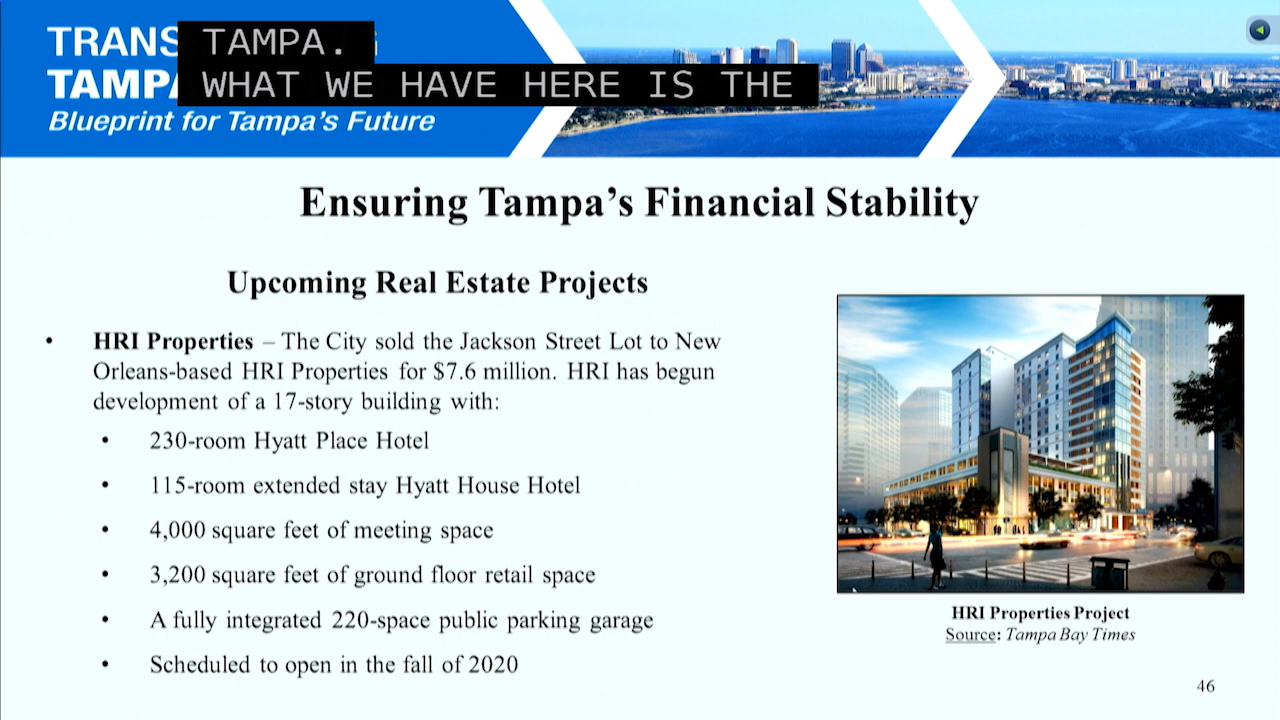 TRANS
TAMPA.
TAMPA
WHAT WE HAVE HERE IS THE
Blueprint for Tampa's Future
Ensuring Tampa's Financial Stability
Upcoming Real Estate Projects
• HRI Properties – The City sold the Jackson Street Lot to New
Orleans-based HRI Properties for $7.6 million. HRI has begun
development of a 17-story building with:
• 230-room Hyatt Place Hotel
• 115-room extended stay Hyatt House Hotel
• 4,000 square feet of meeting space
• 3,200 square feet of ground floor retail space
• A fully integrated 220-space public parking garage
• Scheduled to open in the fall of 2020
HRI Properties Project
Source: Tampa Bay Times
46